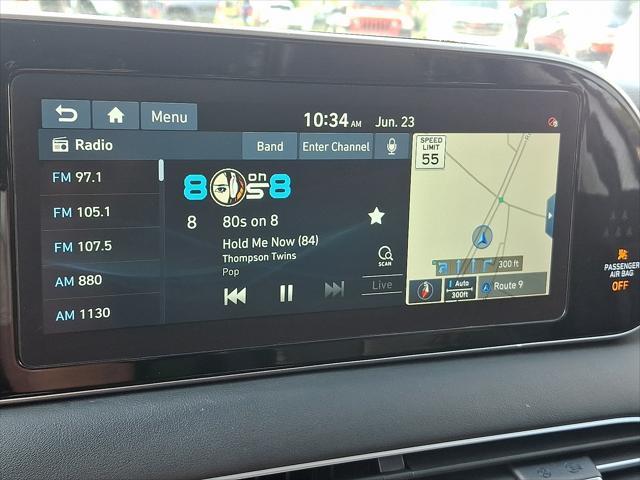 Menu
10:34 AM Jun. 23
Radio
Band
Enter Channel
FM 97.1
FM 105.1
FM 107.5
AM 880
AM 1130
8 on 8
8
80s on 8
Hold Me Now (84)
Thompson Twins
Pop
SCAN
Live
SPEED
LIMIT
55
300 ft
Auto
300ft
Route 9
PASSENGER
AIR BAG
OFF